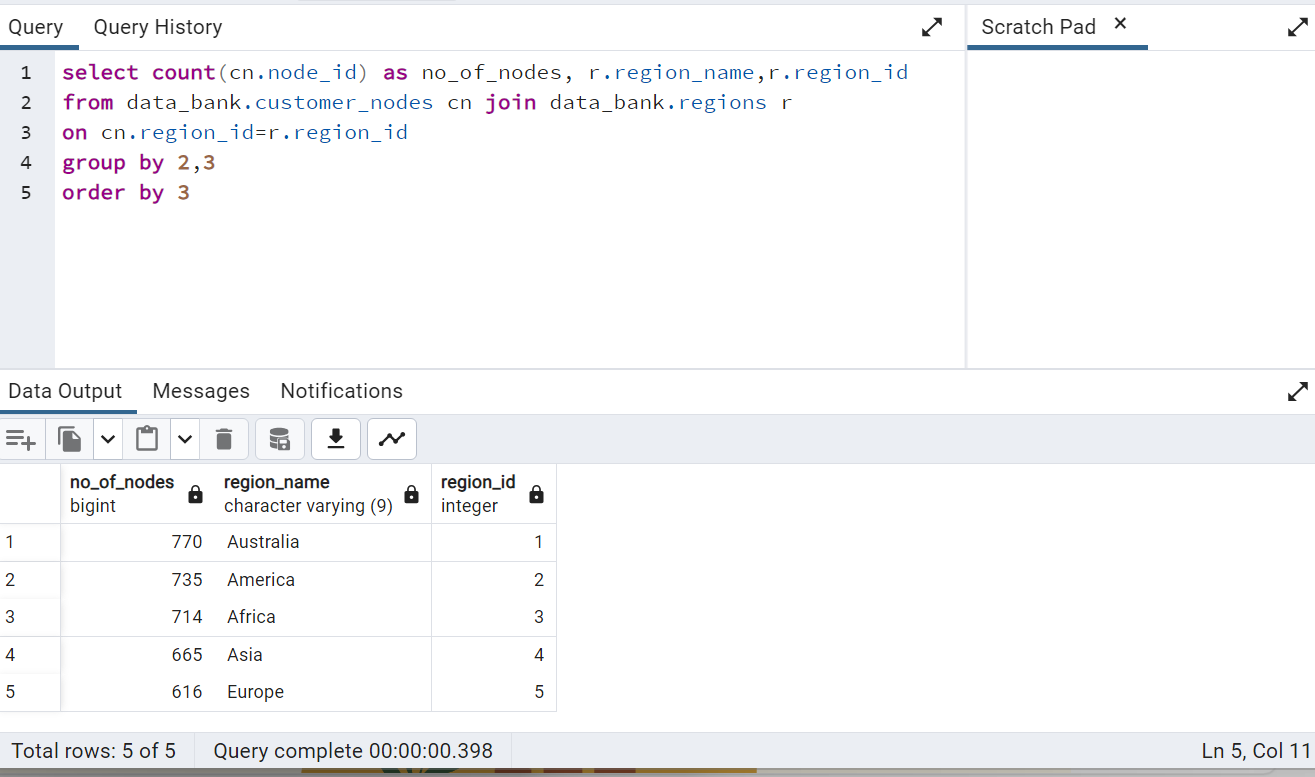 Query Query History Scratch Pad ×
1 select count(cn.node_id) as no_of_nodes, r.region_name,r.region_id
2 from data_bank.customer_nodes cn join data_bank.regions r
3 on cn.region_id=r.region_id
4 group by 2,3
5 order by 3
Data Output Messages Notifications
no_of_nodes region_name region_id
bigint character varying (9) integer
1 770 Australia 1
2 735 America 2
3 714 Africa 3
4 665 Asia 4
5 616 Europe 5
Total rows: 5 of 5 Query complete 00:00:00.398 Ln 5, Col 11